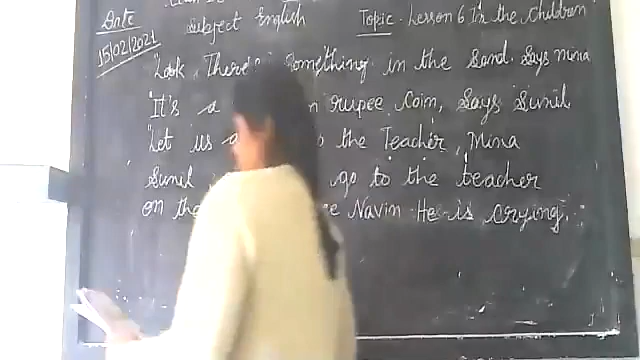 Date
15/02/2021
Subject English
Topic. Lesson 6 In the Children
"Look, There's something in the Sand. Says mina
"It's a rupee Coin, Says Sunil
"Let us the Teacher, Mina
Sunil go to the teacher
on the Navin He is crying.